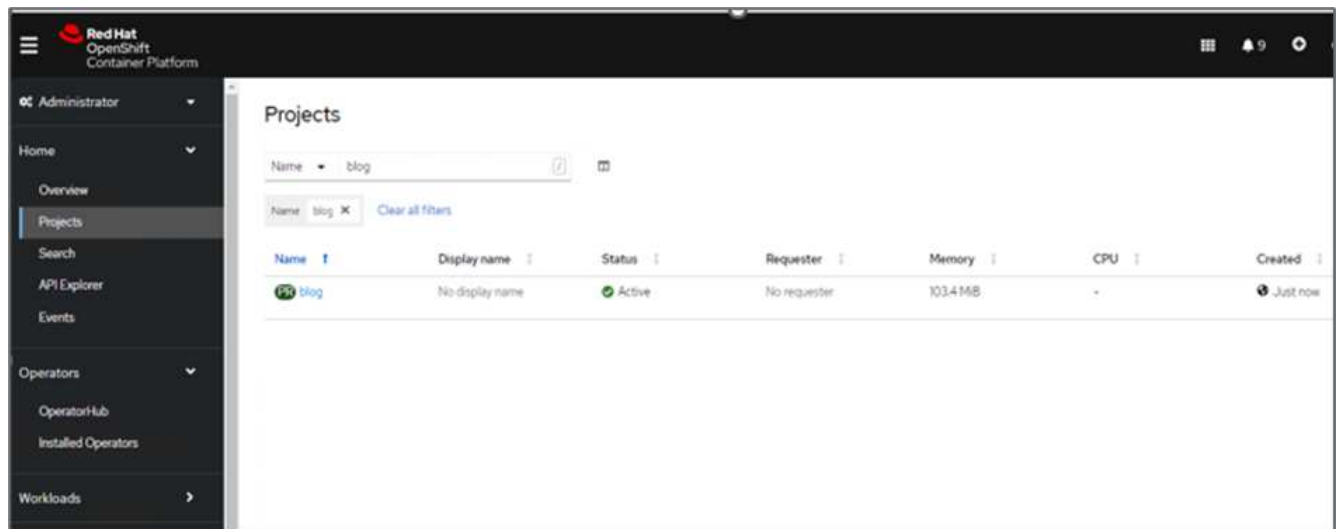 Red Hat
OpenShift
Container Platform
9
Administrator
Home
Overview
Projects
Search
API Explorer
Events
Operators
OperatorHub
Installed Operators
Workloads
Projects
Name blog /
Name blog Clear all filters
Name Display name Status Requester Memory CPU Created
PR blog No display name Active No requester 103.4 MiB - Just now